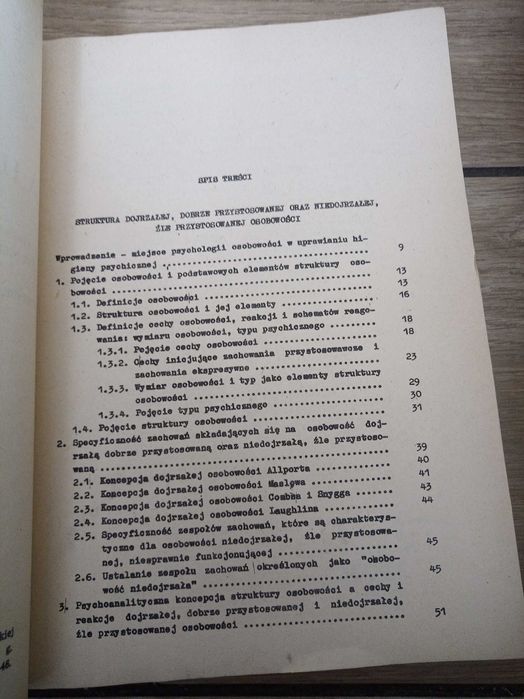 SPIS TREŚCI
STRUKTURA DOJRZAŁEJ, DOBRZE PRZYSTOSOWANEJ ORAZ NIEDOJRZAŁEJ,
ŹLE PRZYSTOSOWANEJ OSOBOWOŚCI
Wprowadzenie - miejsce psychologii osobowości w uprawianiu hi-
gieny psychicznej ........ 9
1. Pojęcie osobowości i podstawowych elementów struktury oso-
bowości ........ 13
1.1. Definicje osobowości ........ 13
1.2. Struktura osobowości i jej elementy ........ 16
1.3. Definicje cechy osobowości, reakcji i schematów reago-
wania: wymiaru osobowości, typu psychicznego ........ 18
1.3.1. Pojęcie cechy osobowości ........ 18
1.3.2. Cechy inicjujące zachowania przystosowawcze i
zachowania ekspresywne ........ 23
1.3.3. Wymiar osobowości i typ jako elementy struktury
osobowości ........ 29
1.3.4. Pojęcie typu psychicznego ........ 30
1.4. Pojęcie struktury osobowości ........ 31
2. Specyficzność zachowań składających się na osobowość doj-
rzałą dobrze przystosowaną oraz niedojrzałą, źle przystoso-
waną ........ 39
2.1. Koncepcja dojrzałej osobowości Allporta ........ 40
2.2. Koncepcja dojrzałej osobowości Maslowa ........ 41
2.3. Koncepcja dojrzałej osobowości Combsa i Snygga ........ 43
2.4. Koncepcja dojrzałej osobowości Laughlina ........ 44
2.5. Specyficzność zespołów zachowań, które są charakterys-
tyczne dla osobowości niedojrzałej, źle przystosowa-
nej, niesprawnie funkcjonującej ........ 45
2.6. Ustalanie zespołu zachowań określonych jako "osobo-
wość niedojrzała" ........ 45
3. Psychoanalityczna koncepcja struktury osobowości a cechy i
reakcje dojrzałej, dobrze przystosowanej i niedojrzałej,
źle przystosowanej osobowości ........ 51